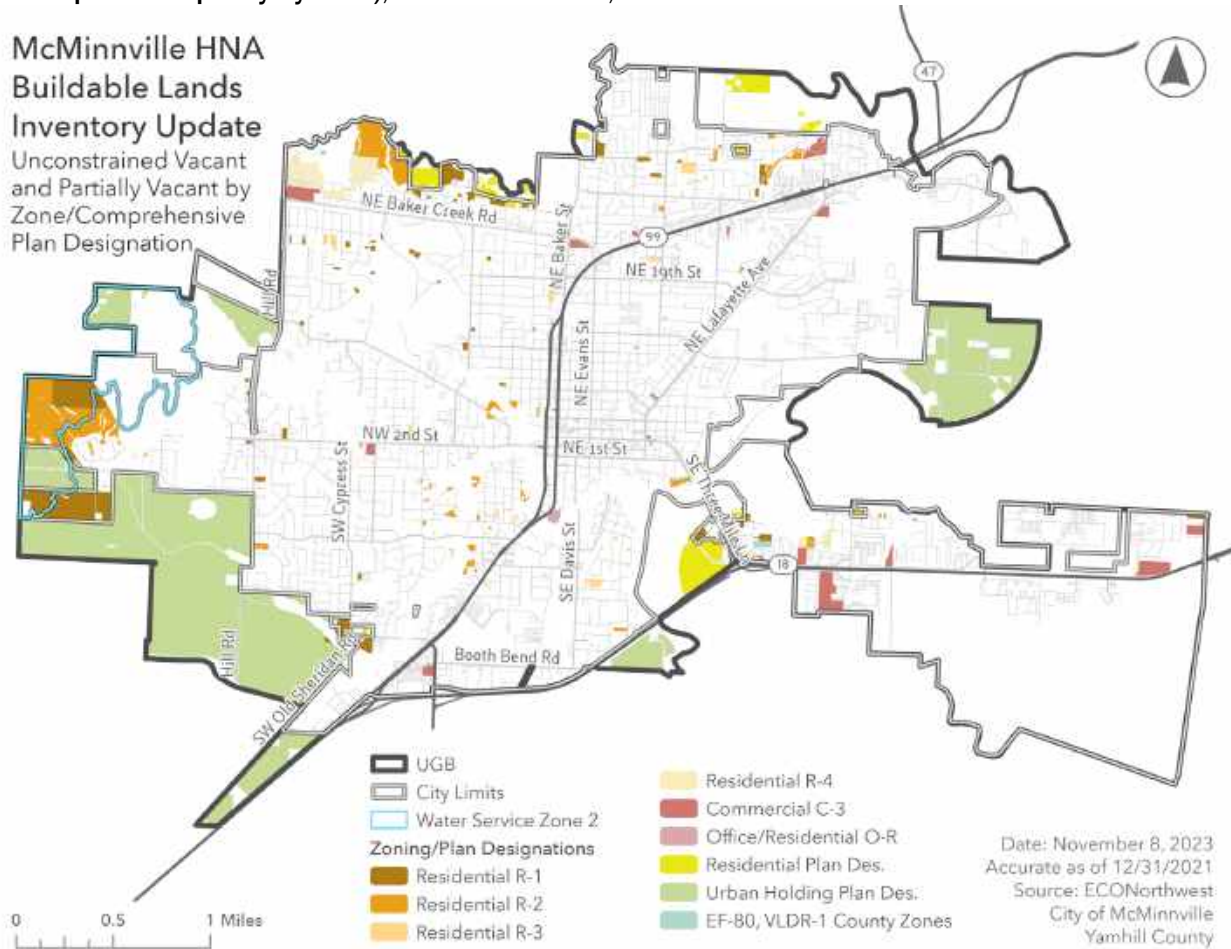 McMinnville HNA
Buildable Lands
Inventory Update
Unconstrained Vacant
and Partially Vacant by
Zone/Comprehensive
Plan Designation
47
NE Baker Creek Rd
NE Baker St
99
NE 19th St
Hill Rd
NE Lafayette Ave
NE Evans St
NW 2nd St
NE 1st St
SW Cypress St
SE Three Mile Ln
SE Davis St
18
Hill Rd
Booth Bend Rd
SW Old Sheridan Rd
UGB
City Limits
Water Service Zone 2
Zoning/Plan Designations
Residential R-1
Residential R-2
Residential R-3
Residential R-4
Commercial C-3
Office/Residential O-R
Residential Plan Des.
Urban Holding Plan Des.
EF-80, VLDR-1 County Zones
Date: November 8, 2023
Accurate as of 12/31/2021
Source: ECONorthwest
City of McMinnville
Yamhill County
0 0.5 1 Miles